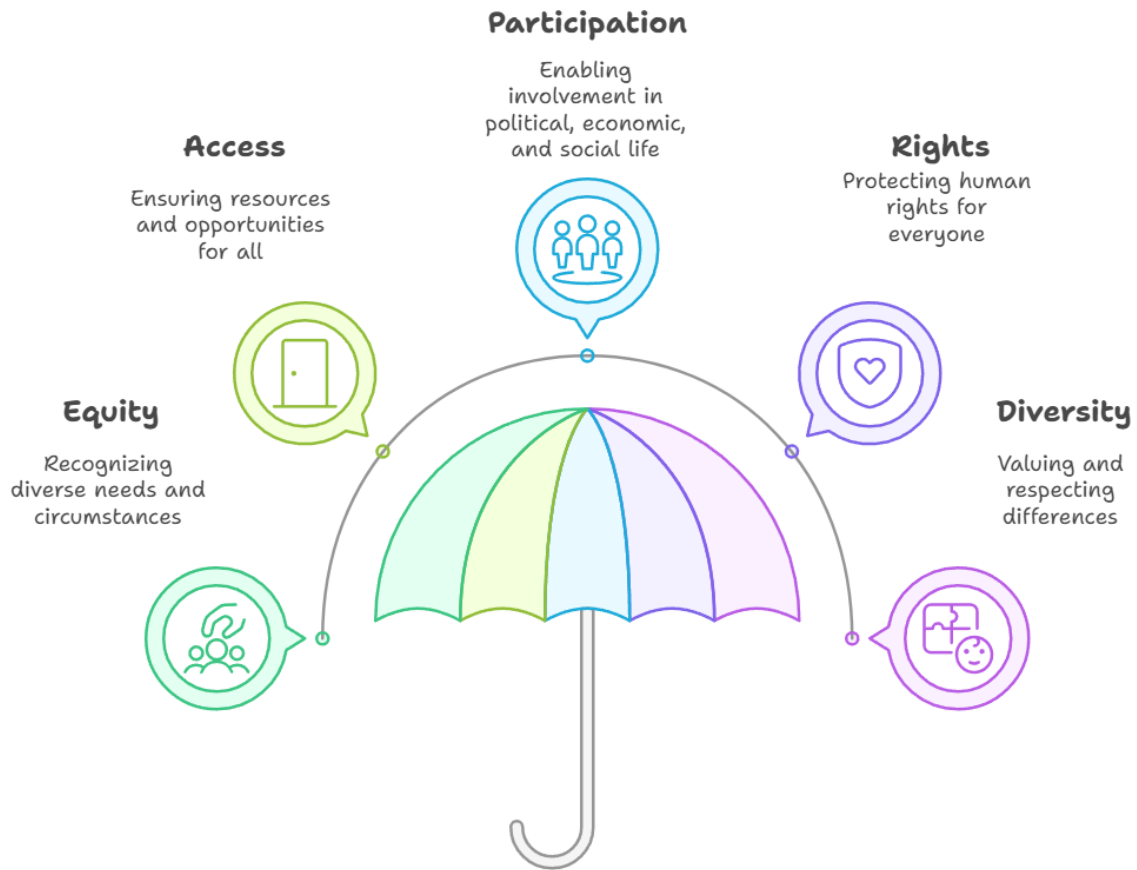 Participation
Enabling
involvement in
political, economic,
and social life
Access
Ensuring resources
and opportunities
for all
Rights
Protecting human
rights for
everyone
Equity
Recognizing
diverse needs and
circumstances
Diversity
Valuing and
respecting
differences